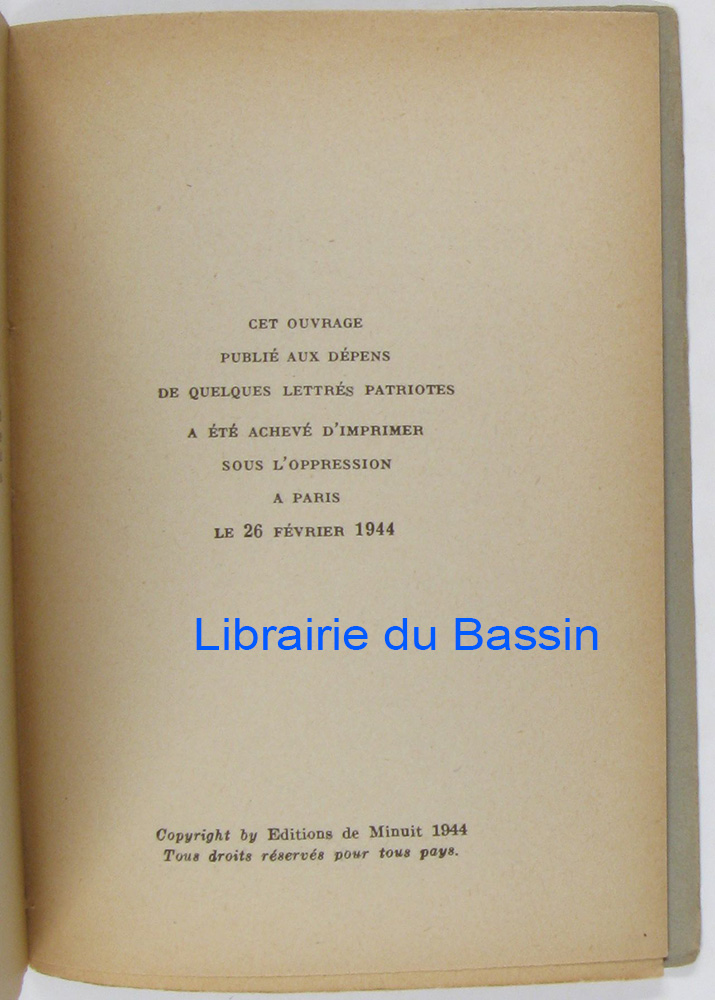 CET OUVRAGE
PUBLIÉ AUX DÉPENS
DE QUELQUES LETTRÉS PATRIOTES
A ÉTÉ ACHEVÉ D'IMPRIMER
SOUS L'OPPRESSION
A PARIS
LE 26 FÉVRIER 1944
Librairie du Bassin
Copyright by Editions de Minuit 1944
Tous droits réservés pour tous pays.